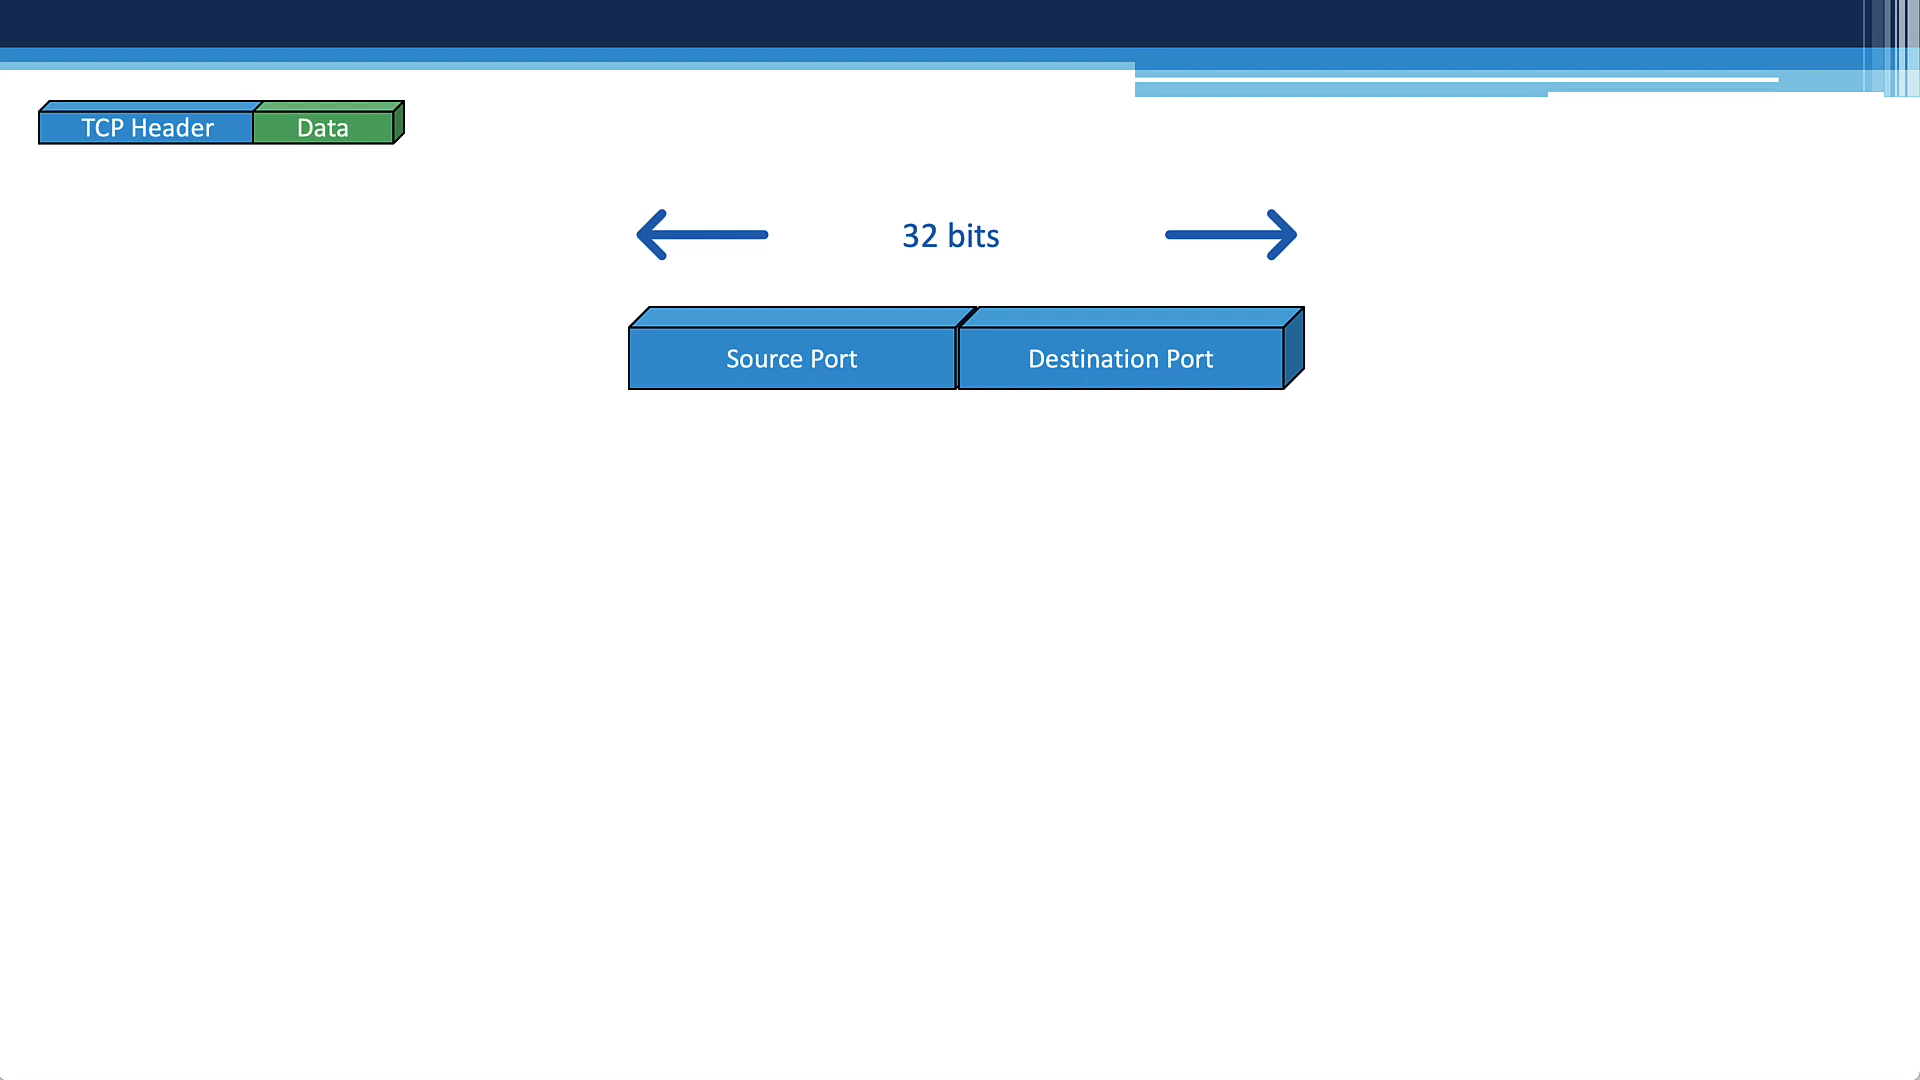 TCP Header Data
32 bits
Source Port Destination Port